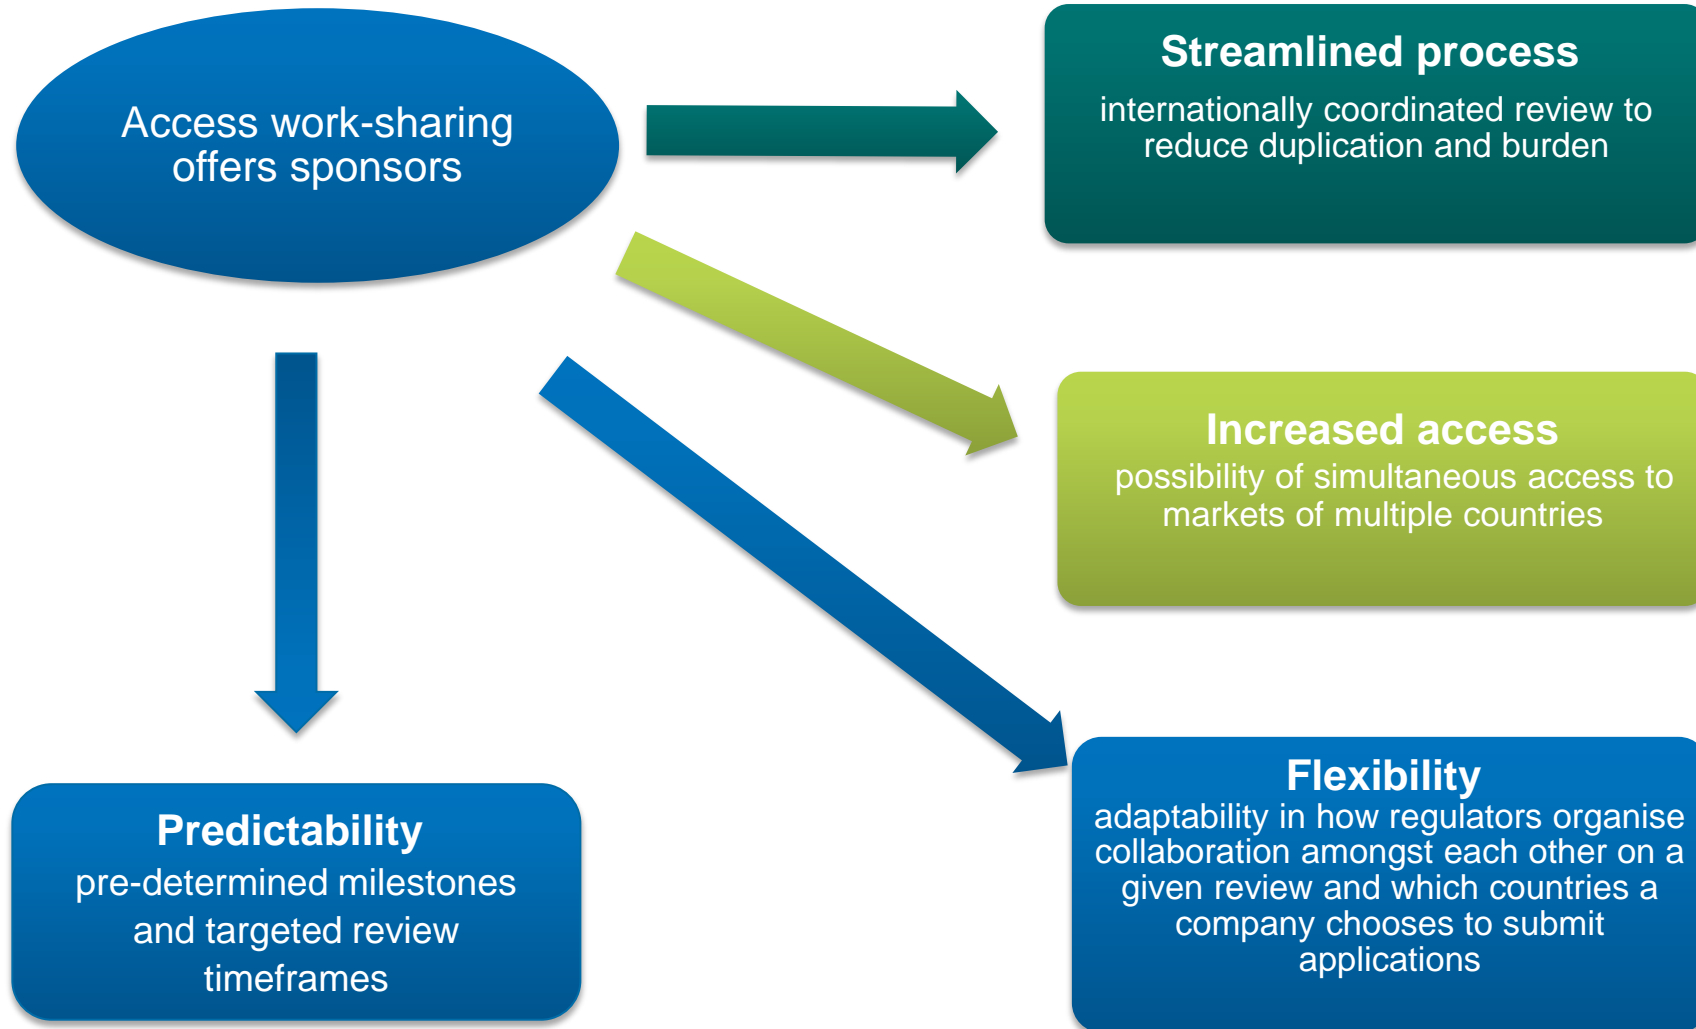 Access work-sharing
offers sponsors
Streamlined process
internationally coordinated review to
reduce duplication and burden
Increased access
possibility of simultaneous access to
markets of multiple countries
Flexibility
adaptability in how regulators organise
collaboration amongst each other on a
given review and which countries a
company chooses to submit
applications
Predictability
pre-determined milestones
and targeted review
timeframes